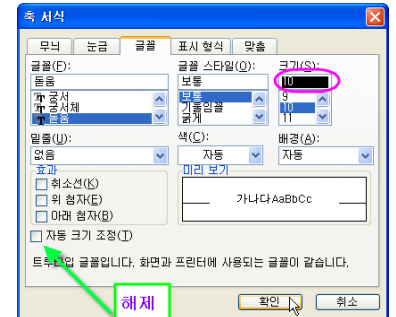 축 서식
무늬 눈금 글꼴 표시 형식 맞춤
글꼴(F): 글꼴 스타일(O): 크기(S):
돋움 보통 10
궁서 보통 9
궁서체 기울임꼴 10
돋움 굵게 11
밑줄(U): 색(C): 배경(A):
없음 자동 자동
효과 미리 보기
취소선(K)
위 첨자(E) 가나다AaBbCc
아래 첨자(B)
자동 크기 조정(T)
트루타입 글꼴입니다. 화면과 프린터에 사용되는 글꼴이 같습니다.
해제 확인 취소